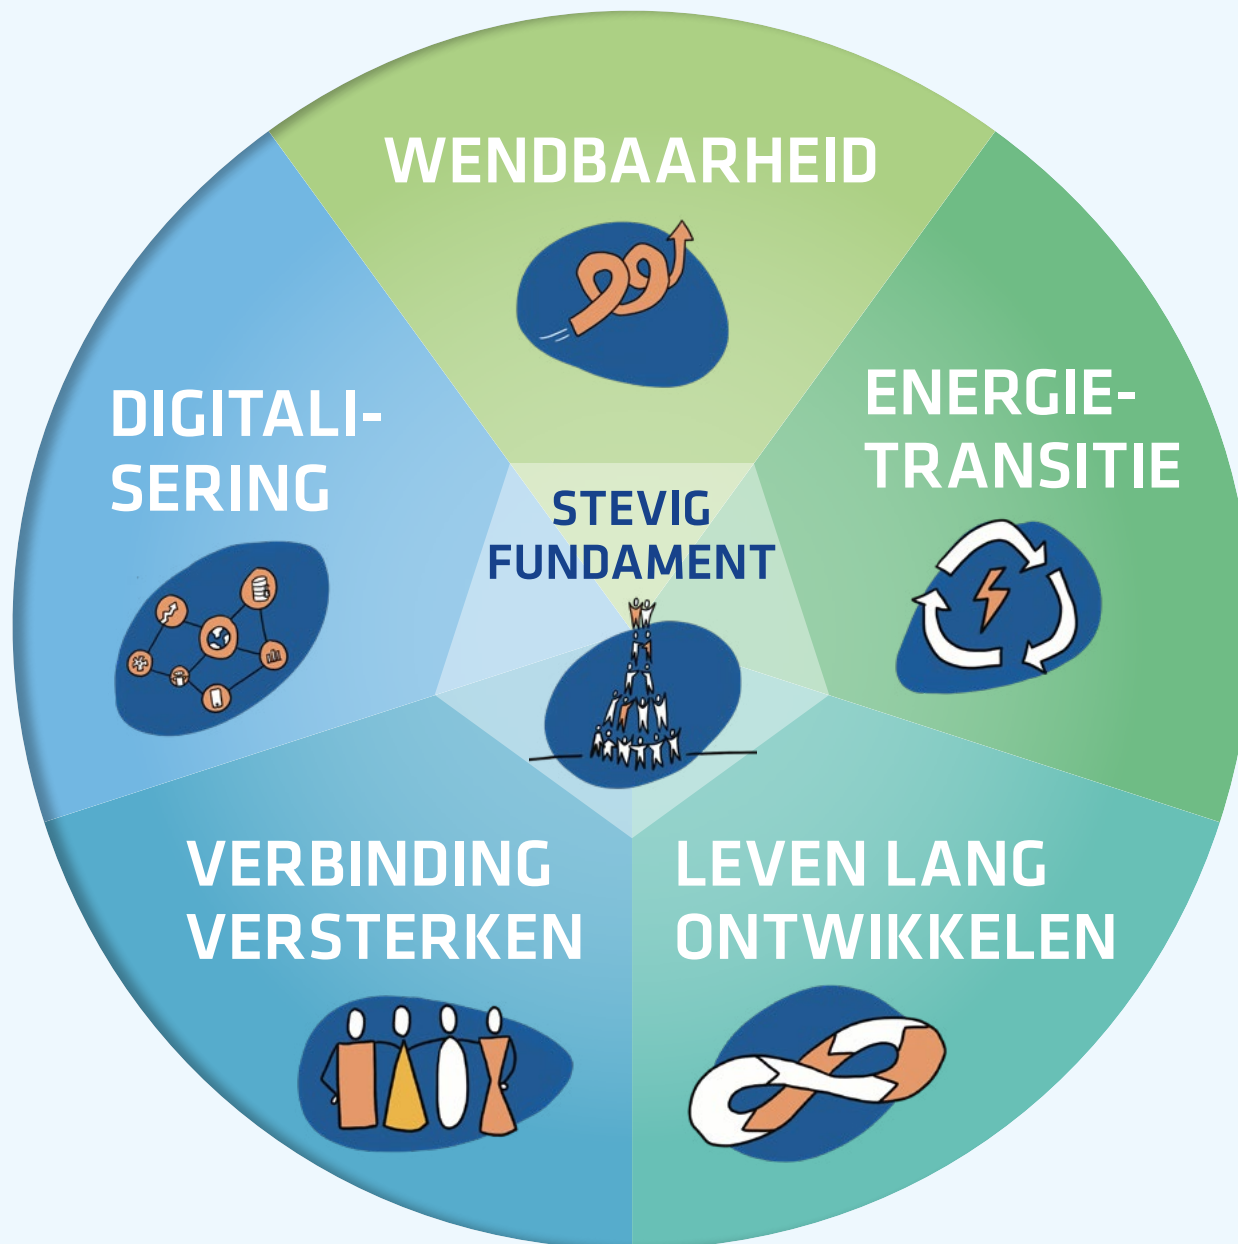 WENDBAARHEID
ENERGIE-
TRANSITIE
LEVEN LANG
ONTWIKKELEN
VERBINDING
VERSTERKEN
DIGITALI-
SERING
STEVIG
FUNDAMENT